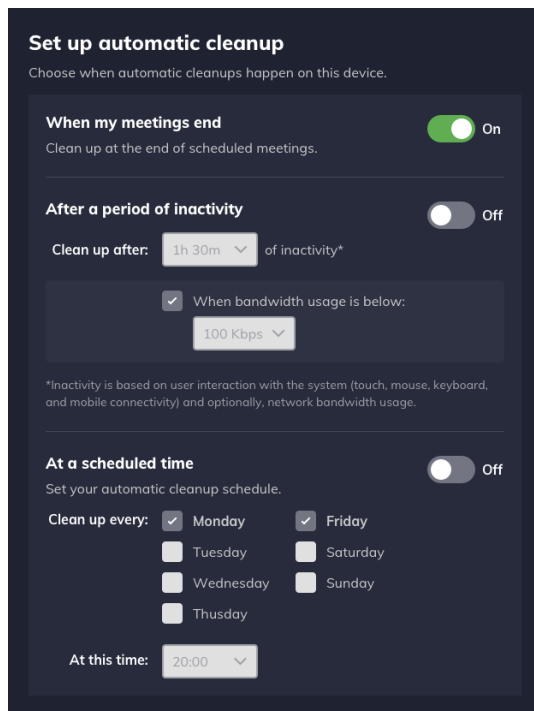 Set up automatic cleanup
Choose when automatic cleanups happen on this device.
When my meetings end
On
Clean up at the end of scheduled meetings.
After a period of inactivity
Off
Clean up after: 1h 30m of inactivity*
When bandwidth usage is below:
100 Kbps
*Inactivity is based on user interaction with the system (touch, mouse, keyboard,
and mobile connectivity) and optionally, network bandwidth usage.
At a scheduled time
Off
Set your automatic cleanup schedule.
Clean up every: Monday Friday
Tuesday Saturday
Wednesday Sunday
Thusday
At this time: 20:00